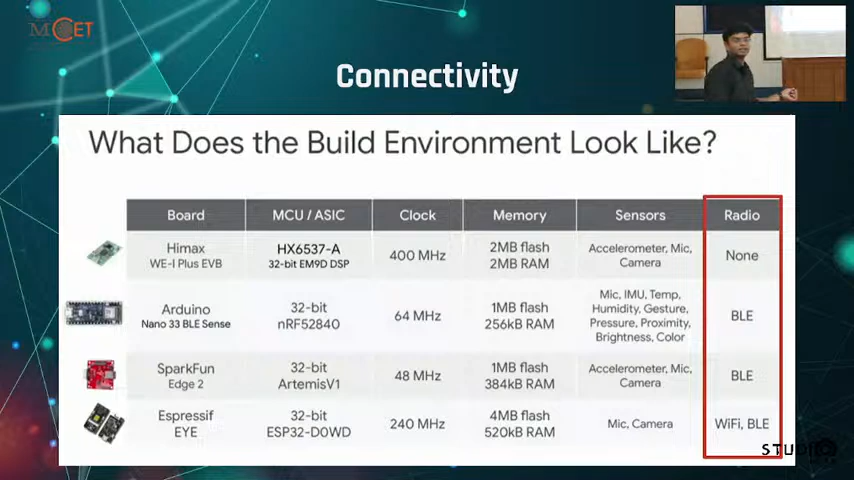 MCET
Connectivity
What Does the Build Environment Look Like?
Board MCU / ASIC Clock Memory Sensors Radio
Himax
WE-I Plus EVB
HX6537-A
32-bit EM9D DSP
400 MHz
2MB flash
2MB RAM
Accelerometer, Mic,
Camera
None
Arduino
Nano 33 BLE Sense
32-bit
nRF52840
64 MHz
1MB flash
256kB RAM
Mic, IMU, Temp,
Humidity, Gesture,
Pressure, Proximity,
Brightness, Color
BLE
SparkFun
Edge 2
32-bit
ArtemisV1
48 MHz
1MB flash
384kB RAM
Accelerometer, Mic,
Camera
BLE
Espressif
EYE
32-bit
ESP32-D0WD
240 MHz
4MB flash
520kB RAM
Mic, Camera
WiFi, BLE